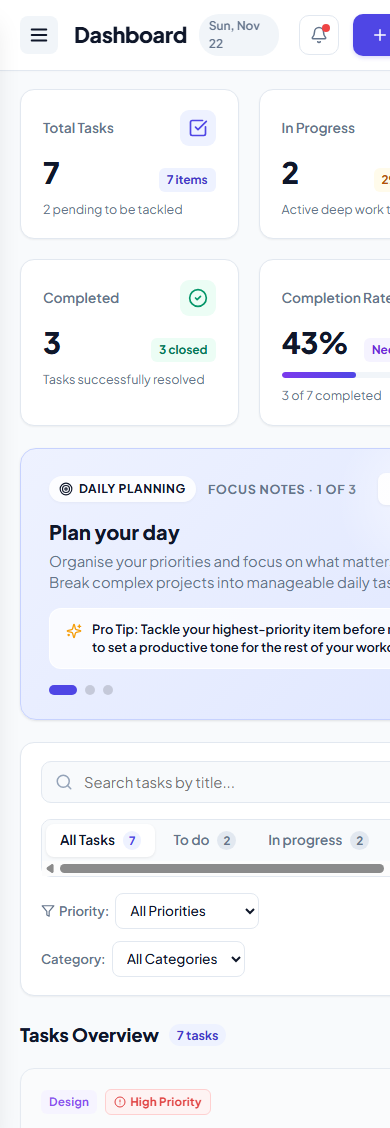 Dashboard
Sun, Nov
22
Total Tasks
7
7 items
2 pending to be tackled
In Progress
2
Active deep work
Completed
3
3 closed
Tasks successfully resolved
Completion Rate
43%
3 of 7 completed
DAILY PLANNING
FOCUS NOTES · 1 OF 3
Plan your day
Organise your priorities and focus on what matter
Break complex projects into manageable daily
Pro Tip: Tackle your highest-priority item before
to set a productive tone for the rest of your
Search tasks by title...
All Tasks 7
To do 2
In progress 2
Priority: All Priorities
Category: All Categories
Tasks Overview 7 tasks
Design
High Priority